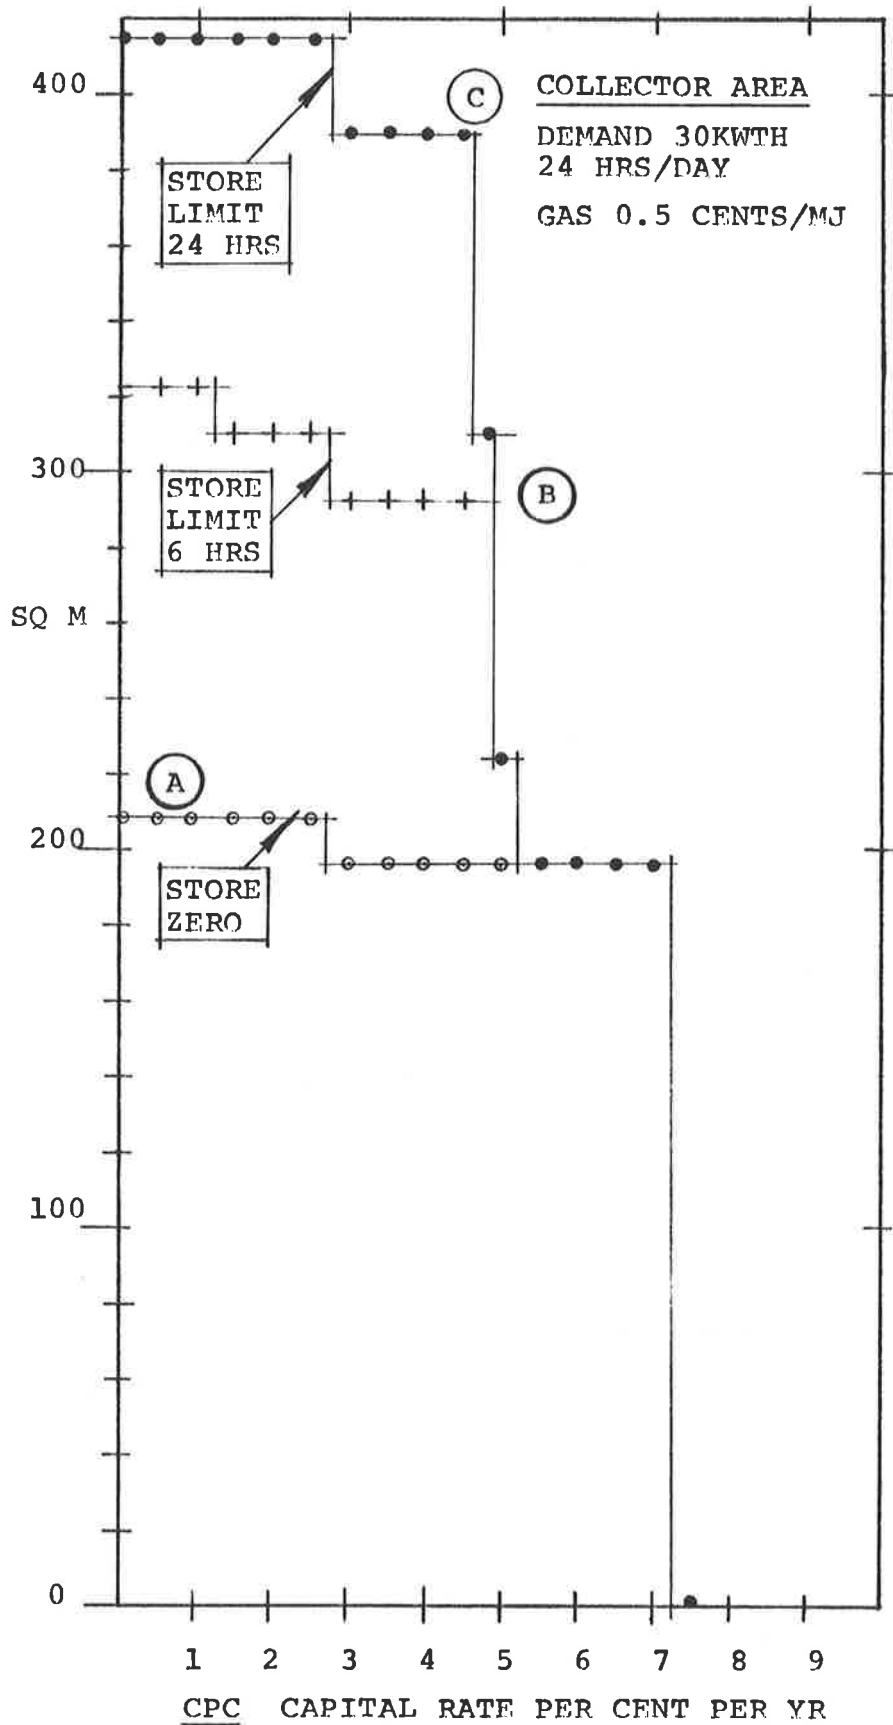 400
C
COLLECTOR AREA
DEMAND 30KWTH
24 HRS/DAY
GAS 0.5 CENTS/MJ
STORE
LIMIT
24 HRS
300
STORE
LIMIT
6 HRS
B
SQ M
A
200
STORE
ZERO
100
0
1 2 3 4 5 6 7 8 9
CPC CAPITAL RATE PER CENT PER YR